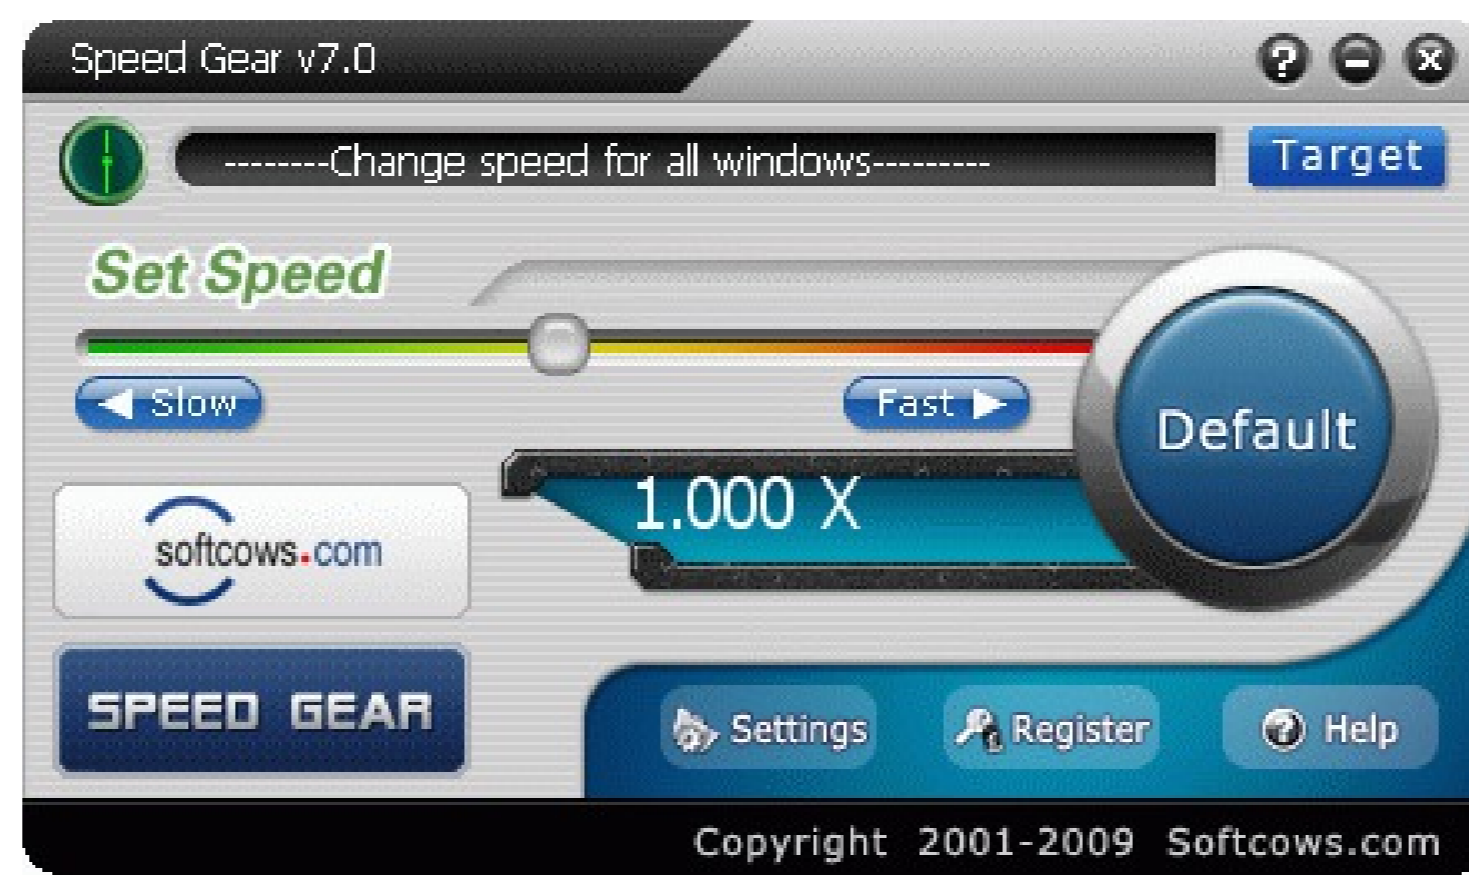 Speed Gear v7.0
--------Change speed for all windows---------
Target
Set Speed
Slow
Fast
Default
1.000 X
softcows.com
SPEED GEAR
Settings
Register
Help
Copyright 2001-2009 Softcows.com